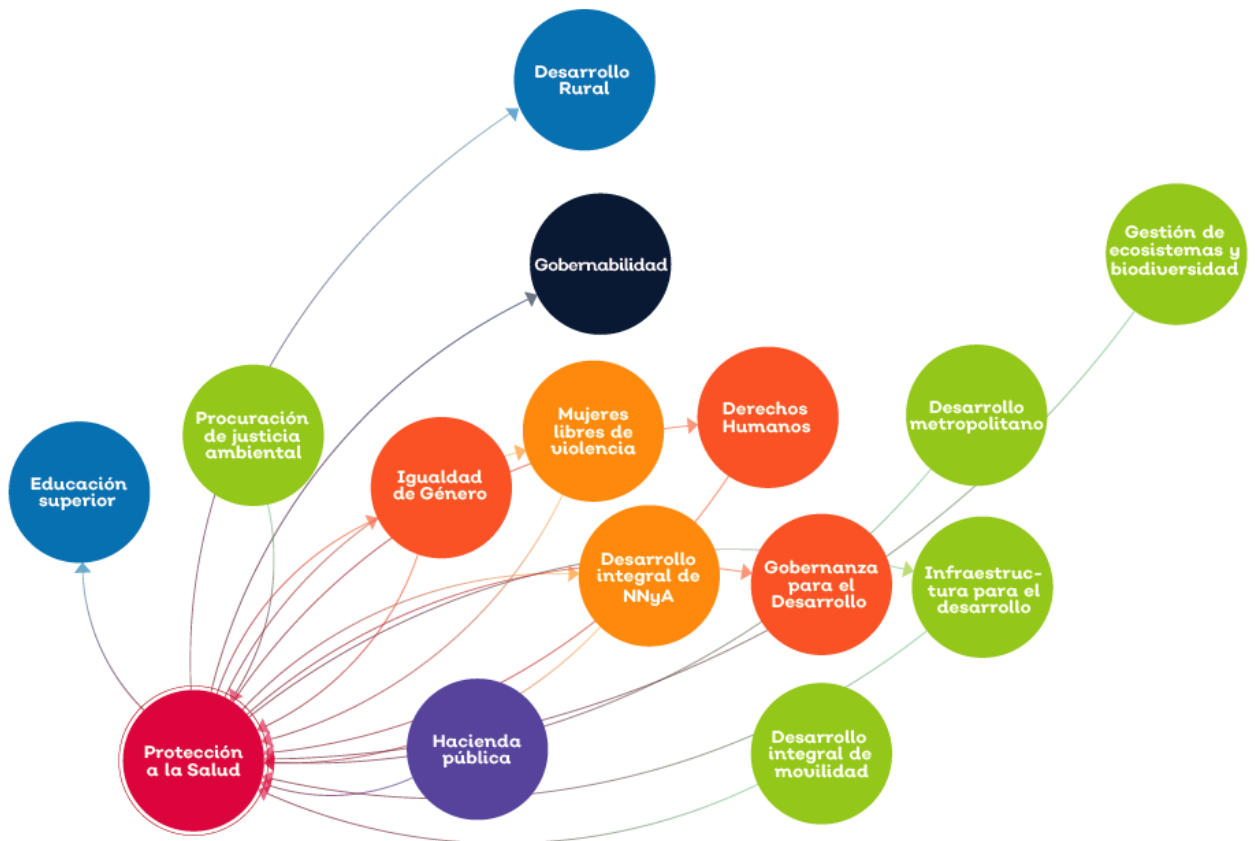 Desarrollo
Rural
Gobernabilidad
Gestión de
ecosistemas y
biodiversidad
Procuración
de justicia
ambiental
Mujeres
libres de
violencia
Derechos
Humanos
Desarrollo
metropolitano
Educación
superior
Igualdad
de Género
Desarrollo
integral de
NNyA
Gobernanza
para el
Desarrollo
Infraestruc-
tura para el
desarrollo
Protección
a la Salud
Hacienda
pública
Desarrollo
integral de
movilidad